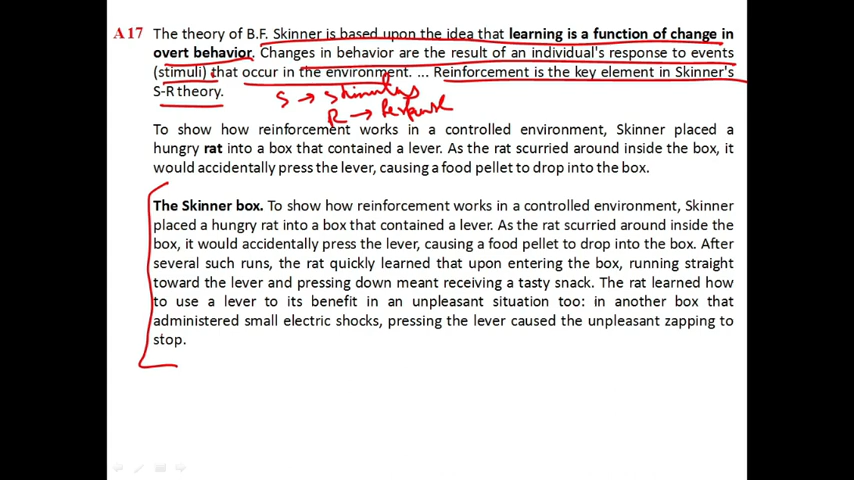 A17 The theory of B.F. Skinner is based upon the idea that learning is a function of change in
overt behavior. Changes in behavior are the result of an individual's response to events
(stimuli) that occur in the environment. ... Reinforcement is the key element in Skinner's
S-R theory.
S → Stimulus
R → Response
To show how reinforcement works in a controlled environment, Skinner placed a
hungry rat into a box that contained a lever. As the rat scurried around inside the box, it
would accidentally press the lever, causing a food pellet to drop into the box.
The Skinner box. To show how reinforcement works in a controlled environment, Skinner
placed a hungry rat into a box that contained a lever. As the rat scurried around inside the
box, it would accidentally press the lever, causing a food pellet to drop into the box. After
several such runs, the rat quickly learned that upon entering the box, running straight
toward the lever and pressing down meant receiving a tasty snack. The rat learned how
to use a lever to its benefit in an unpleasant situation too: in another box that
administered small electric shocks, pressing the lever caused the unpleasant zapping to
stop.